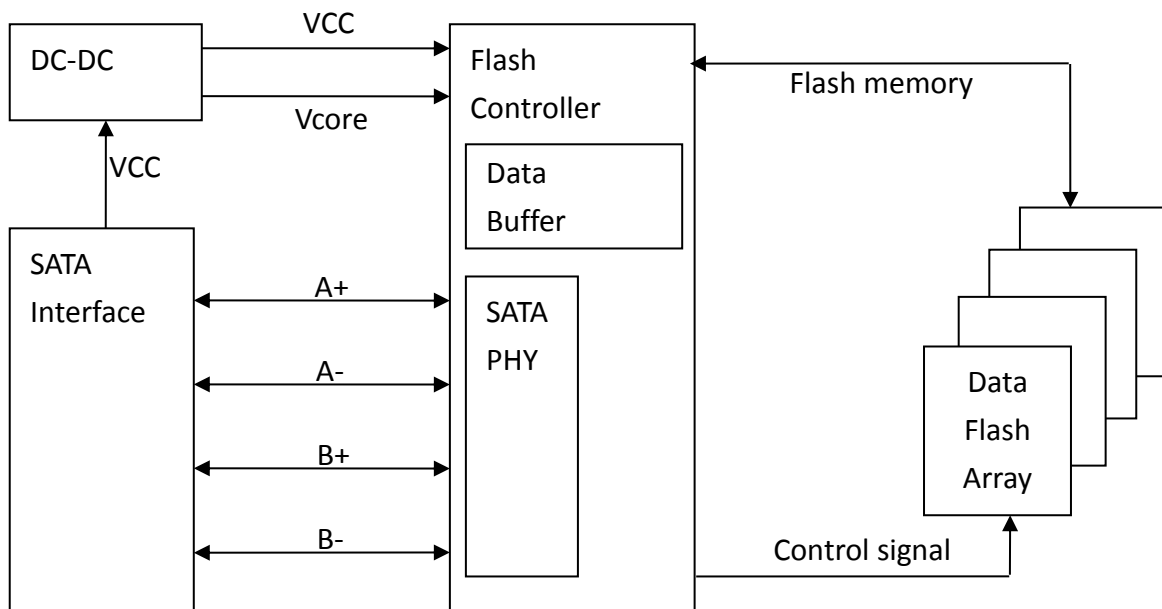 VCC
DC-DC
Vcore
VCC
Flash
Controller
Flash memory
Data
Buffer
SATA
Interface
A+
A-
B+
B-
SATA
PHY
Data
Flash
Array
Control signal